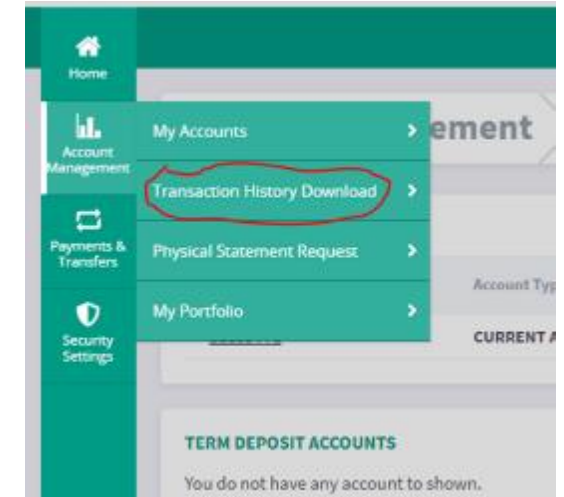 Home
Account
Management
Payments &
Transfers
Security
Settings
My Accounts
Transaction History Download
Physical Statement Request
My Portfolio
ement
Account Typ
CURRENT A
TERM DEPOSIT ACCOUNTS
You do not have any account to shown.